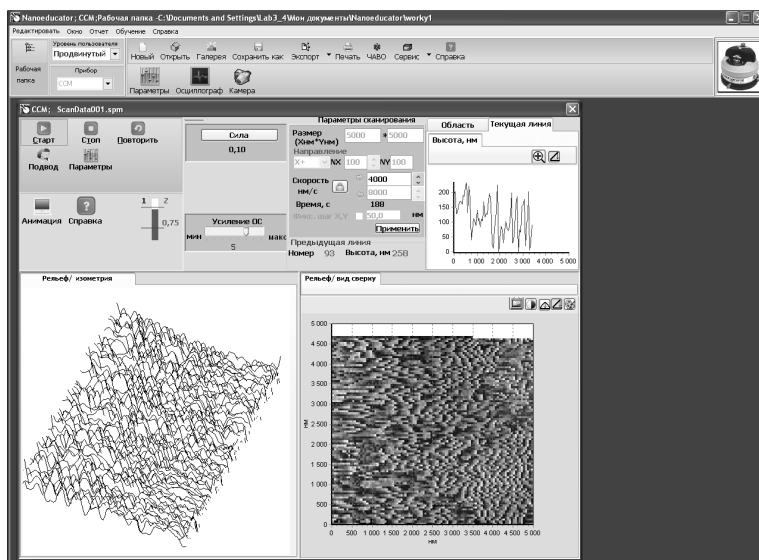 Nanoeducator; CCM;Рабочая папка -C:\Documents and Settings\Lab3_4\Мои документы\Nanoeducator\worky1
Редактировать Окно Отчет Обучение Справка
Уровень пользователя
Продвинутый
Новый Открыть Галерея Сохранить как Экспорт Печать ЧАВО Сервис Справка
Рабочая папка
Прибор
CCM
Параметры Осциллограф Камера
CCM; ScanData001.spm
Старт Стоп Повторить
Подвод Параметры
Анимация Справка
1 Z
0,75
Сила
0,10
Усиление ОС
мин макс
5
Параметры сканирования
Размер (Xнм*Yнм) 5000 * 5000
Направление
X+ NX 100 NY 100
Скорость нм/с 4000
8000
Время, с 188
Фикс. шаг X,Y 50,0 нм
Применить
Предыдущая линия
Номер 93 Высота, нм 258
Область Текущая линия
Высота, нм
200
150
100
50
0
0 1 000 2 000 3 000 4 000 5 000
Рельеф/ изометрия
Рельеф/ вид сверху
5 000
4 500
4 000
3 500
3 000
2 500
2 000
1 500
1 000
500
0
нм
0 500 1 000 1 500 2 000 2 500 3 000 3 500 4 000 4 500 5 000
нм